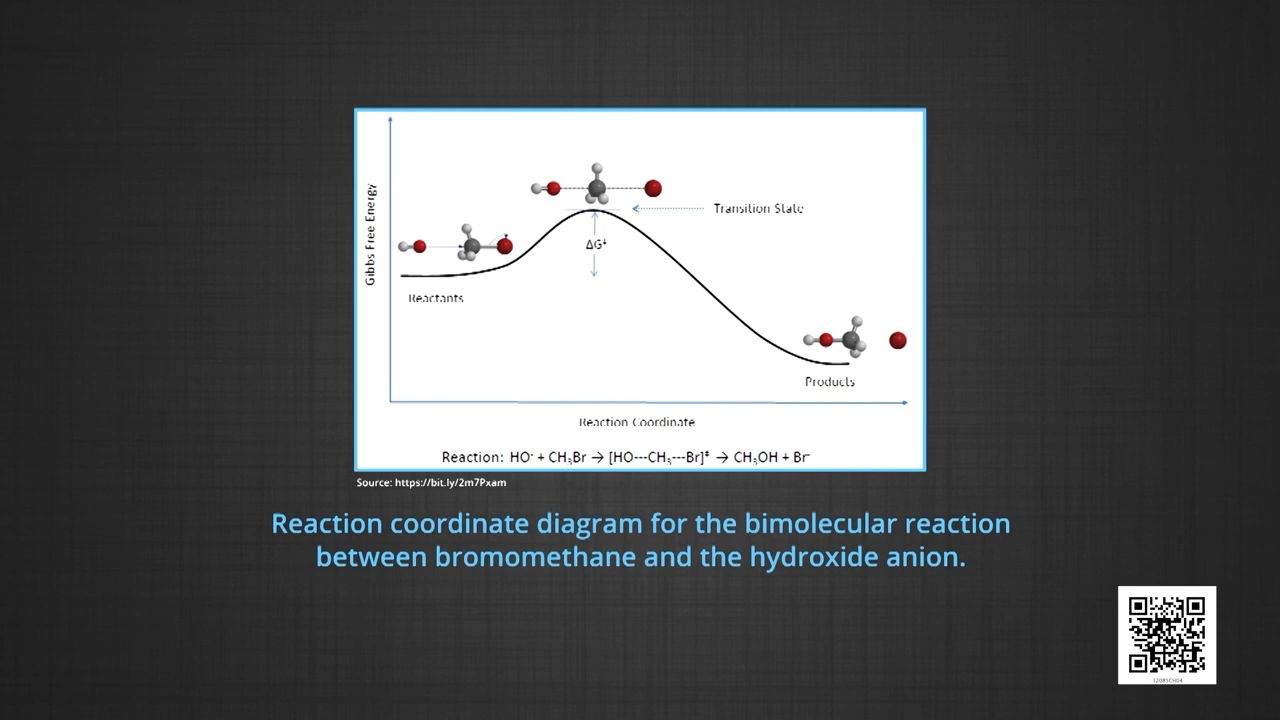 Gibbs Free Energy
Transition State
ΔG‡
Reactants
Products
Reaction Coordinate
Reaction: HO⁻ + CH₃Br → [HO---CH₃---Br]‡ → CH₃OH + Br⁻
Source: https://bit.ly/2m7Pxam
Reaction coordinate diagram for the bimolecular reaction
between bromomethane and the hydroxide anion.
12085CH04